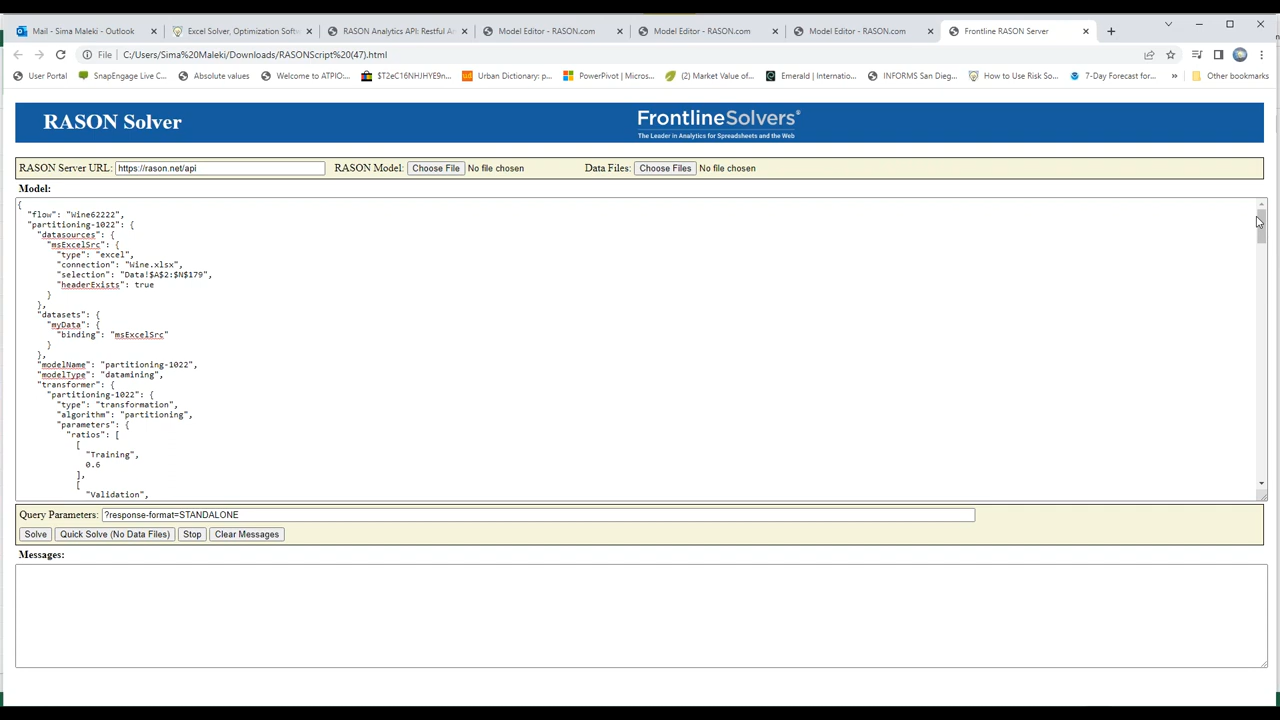 Mail - Sima Maleki - Outlook
Excel Solver, Optimization Softw
RASON Analytics API: Restful A
Model Editor - RASON.com
Model Editor - RASON.com
Model Editor - RASON.com
Frontline RASON Server
File
C:/Users/Sima%20Maleki/Downloads/RASONScript%20(47).html
User Portal
SnapEngage Live C...
Absolute values
Welcome to ATPIO...
$T2eC16NHJHYE9n...
Urban Dictionary: p...
PowerPivot | Micros...
(2) Market Value of...
Emerald | Internatio...
INFORMS San Dieg...
How to Use Risk So...
7-Day Forecast for...
»
Other bookmarks
RASON Solver
FrontlineSolvers®
The Leader in Analytics for Spreadsheets and the Web
RASON Server URL: https://rason.net/api RASON Model: Choose File No file chosen Data Files: Choose Files No file chosen
Model:
{
"flow": "Wine62222",
"partitioning-1022": {
"datasources": {
"msExcelSrc": {
"type": "excel",
"connection": "Wine.xlsx",
"selection": "Data!$A$2:$N$179",
"headerExists": true
}
},
"datasets": {
"myData": {
"binding": "msExcelSrc"
}
},
"modelName": "partitioning-1022",
"modelType": "datamining",
"transformer": {
"partitioning-1022": {
"type": "transformation",
"algorithm": "partitioning",
"parameters": {
"ratios": [
[
"Training",
0.6
],
[
"Validation",
Query Parameters: ?response-format=STANDALONE
Solve Quick Solve (No Data Files) Stop Clear Messages
Messages: